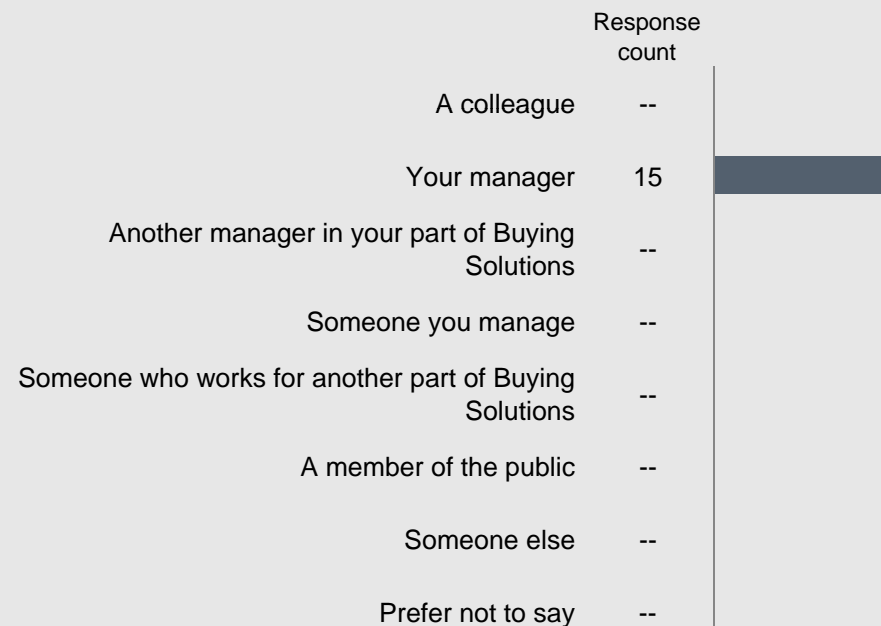 Response
count
A colleague --
Your manager 15
Another manager in your part of Buying
Solutions --
Someone you manage --
Someone who works for another part of Buying
Solutions --
A member of the public --
Someone else --
Prefer not to say --